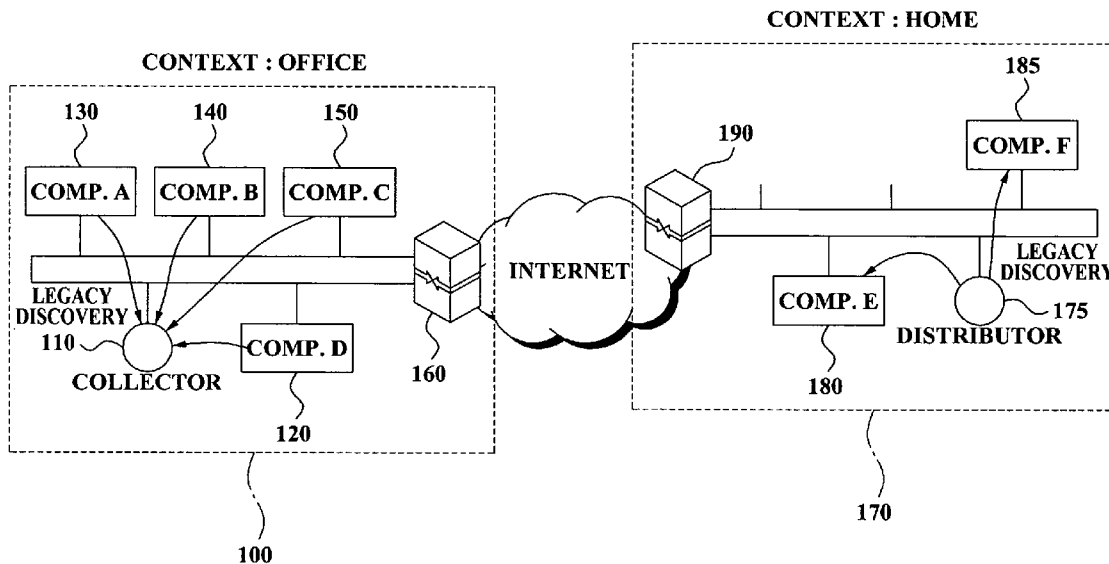 CONTEXT : HOME
CONTEXT : OFFICE
185
130
140
150
190
COMP. F
COMP. A
COMP. B
COMP. C
INTERNET
LEGACY
DISCOVERY
LEGACY
DISCOVERY
COMP. E
175
110
COMP. D
DISTRIBUTOR
COLLECTOR
160
180
120
170
100